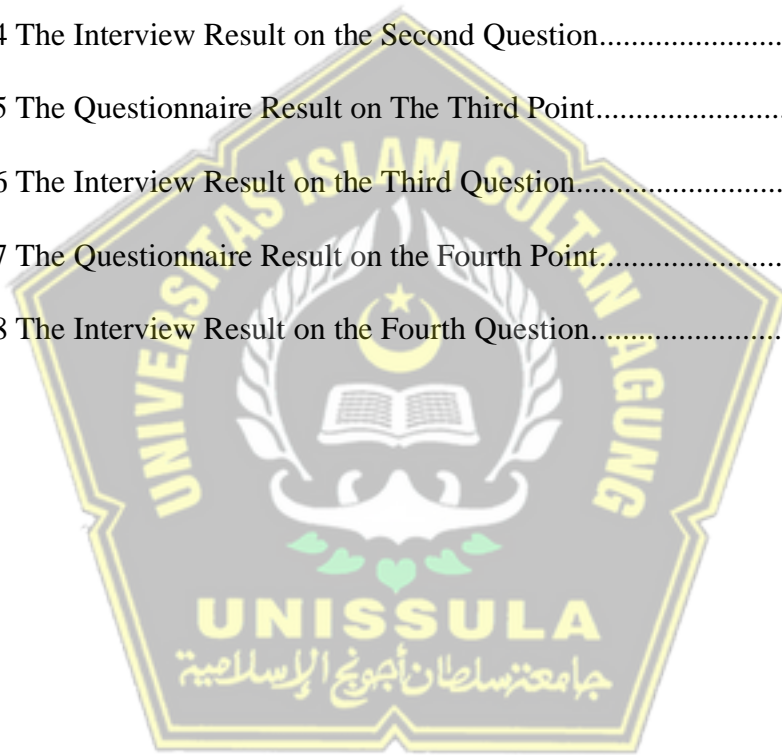 4 The Interview Result on the Second Question.......................
5 The Questionnaire Result on The Third Point.......................
6 The Interview Result on the Third Question.........................
7 The Questionnaire Result on the Fourth Point......................
8 The Interview Result on the Fourth Question.......................
UNIVERSITAS ISLAM SULTAN AGUNG
UNISSULA
جامعة سلطان أجونج الإسلامية